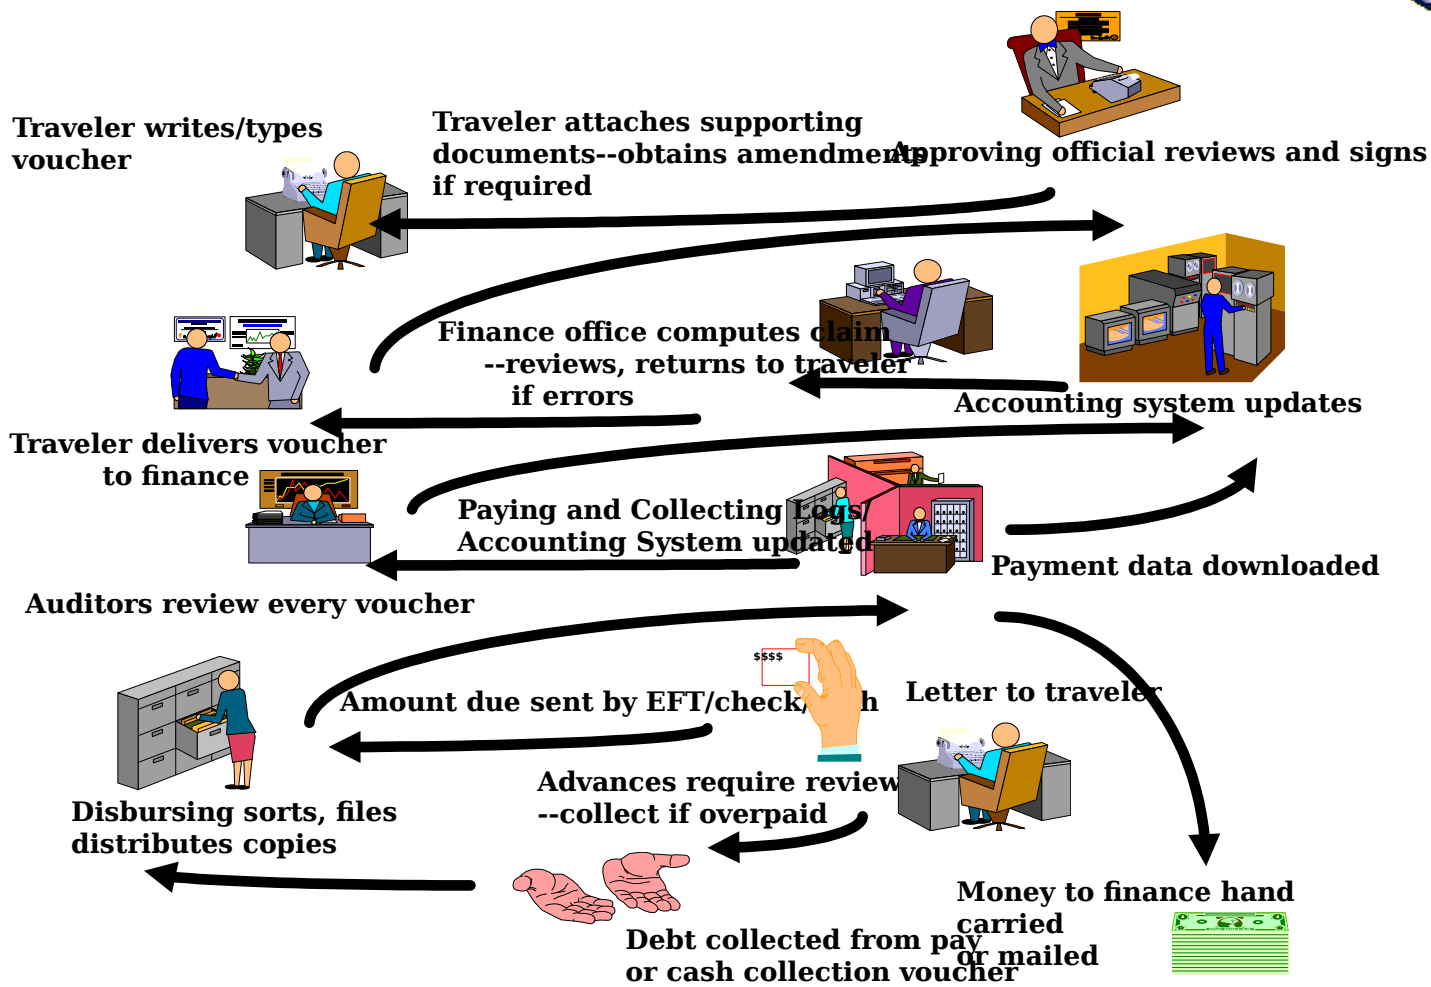 Traveler writes/types
voucher
Traveler attaches supporting
documents--obtains amendments
if required
Approving official reviews and signs
Finance office computes claim
--reviews, returns to traveler
if errors
Accounting system updates
Traveler delivers voucher
to finance
Paying and Collecting Logs/
Accounting System updated
Payment data downloaded
Auditors review every voucher
$$$$
Amount due sent by EFT/check/
Letter to traveler
Advances require review
--collect if overpaid
Disbursing sorts, files
distributes copies
Money to finance hand
carried
or mailed
Debt collected from pay
or cash collection voucher